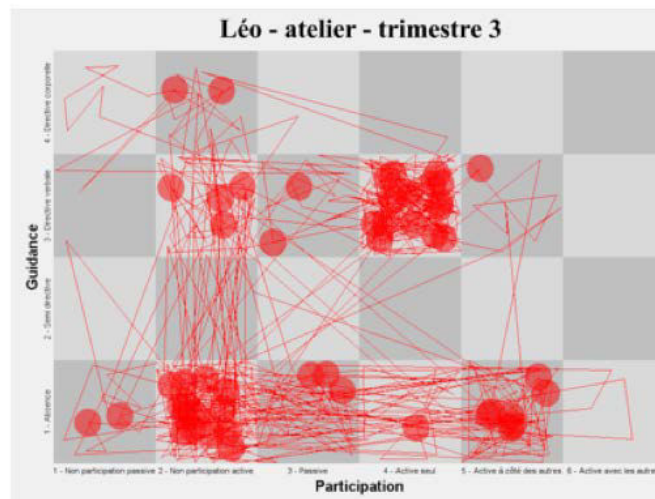 Léo - atelier - trimestre 3
4 - Directive corporelle
3 - Directive verbale
2 - Semi directive
1 - Absence
Guidance
1 - Non participation passive
2 - Non participation active
3 - Passive
4 - Active seul
5 - Active à côté des autres
6 - Active avec les autres
Participation